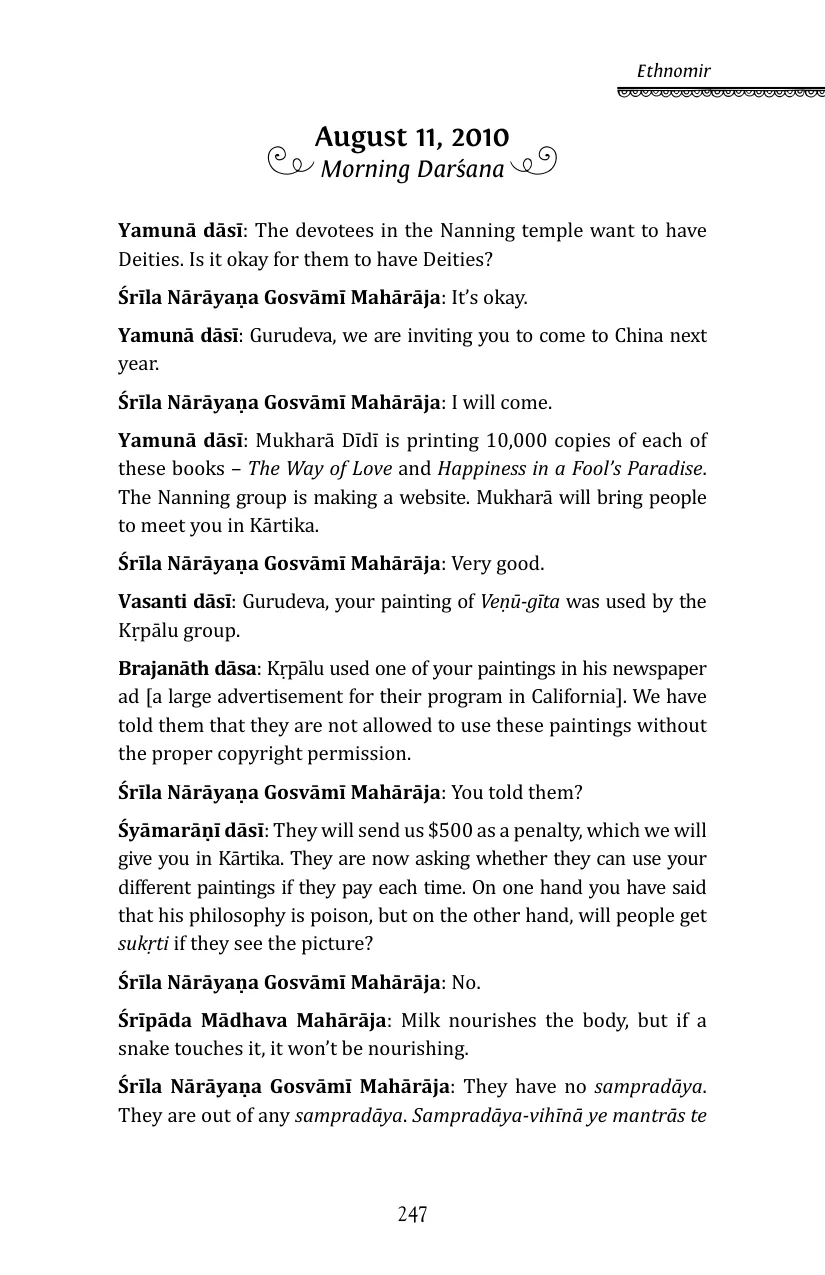 Ethnomir
August 11, 2010
Morning Darśana
Yamunā dāsī: The devotees in the Nanning temple want to have
Deities. Is it okay for them to have Deities?
Śrīla Nārāyaṇa Gosvāmī Mahārāja: It’s okay.
Yamunā dāsī: Gurudeva, we are inviting you to come to China next
year.
Śrīla Nārāyaṇa Gosvāmī Mahārāja: I will come.
Yamunā dāsī: Mukharā Dīdī is printing 10,000 copies of each of
these books – The Way of Love and Happiness in a Fool’s Paradise.
The Nanning group is making a website. Mukharā will bring people
to meet you in Kārtika.
Śrīla Nārāyaṇa Gosvāmī Mahārāja: Very good.
Vasanti dāsī: Gurudeva, your painting of Veṇū-gīta was used by the
Kṛpālu group.
Brajanāth dāsa: Kṛpālu used one of your paintings in his newspaper
ad [a large advertisement for their program in California]. We have
told them that they are not allowed to use these paintings without
the proper copyright permission.
Śrīla Nārāyaṇa Gosvāmī Mahārāja: You told them?
Śyāmarāṇī dāsī: They will send us $500 as a penalty, which we will
give you in Kārtika. They are now asking whether they can use your
different paintings if they pay each time. On one hand you have said
that his philosophy is poison, but on the other hand, will people get
sukṛti if they see the picture?
Śrīla Nārāyaṇa Gosvāmī Mahārāja: No.
Śrīpāda Mādhava Mahārāja: Milk nourishes the body, but if a
snake touches it, it won’t be nourishing.
Śrīla Nārāyaṇa Gosvāmī Mahārāja: They have no sampradāya.
They are out of any sampradāya. Sampradāya-vihīnā ye mantrās te
247